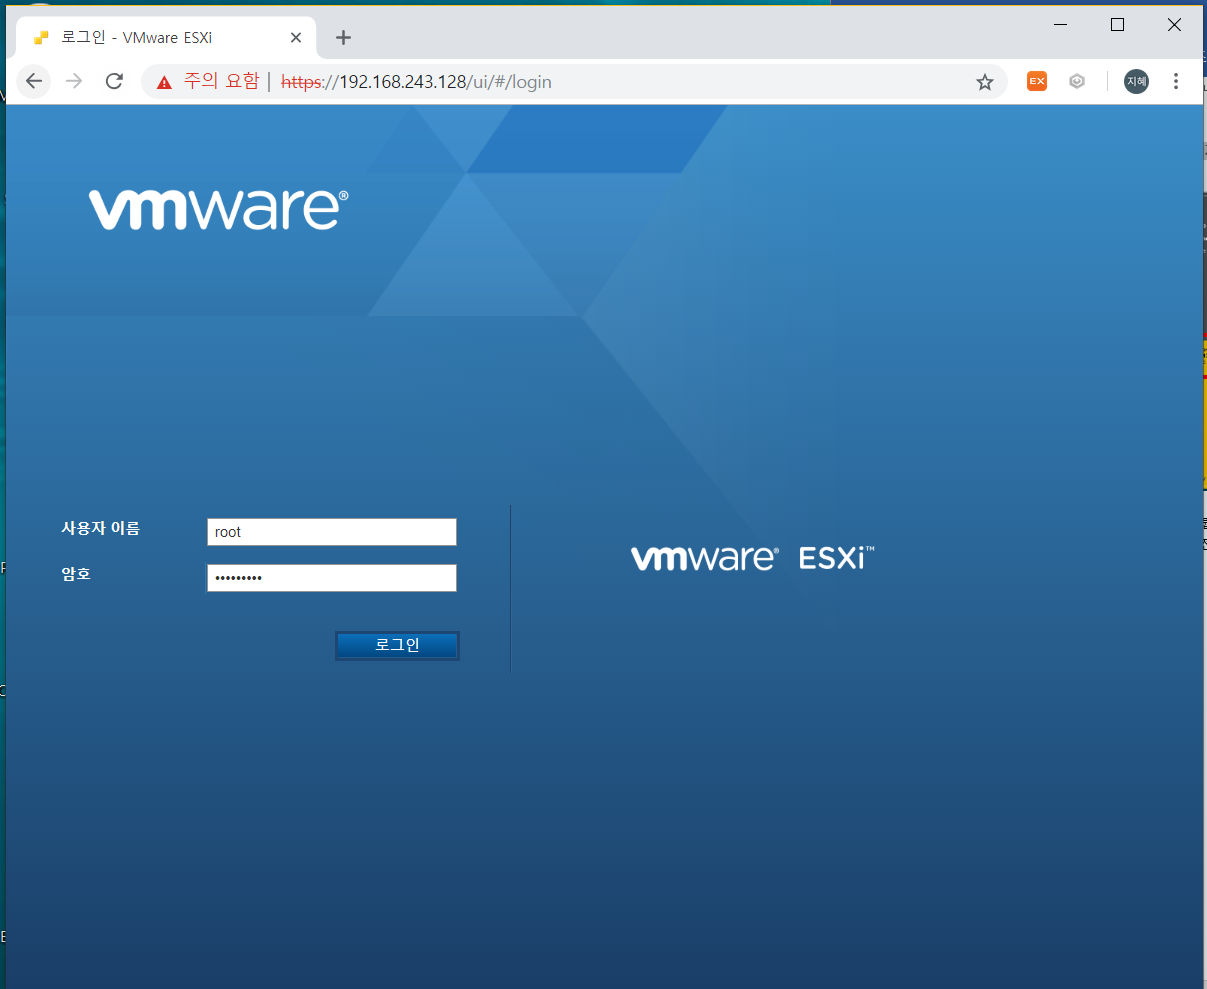 로그인 - VMware ESXi
주의 요함 | https://192.168.243.128/ui/#/login
EX
지혜
vmware®
사용자 이름
root
암호
•••••••••
로그인
vmware® ESXi™